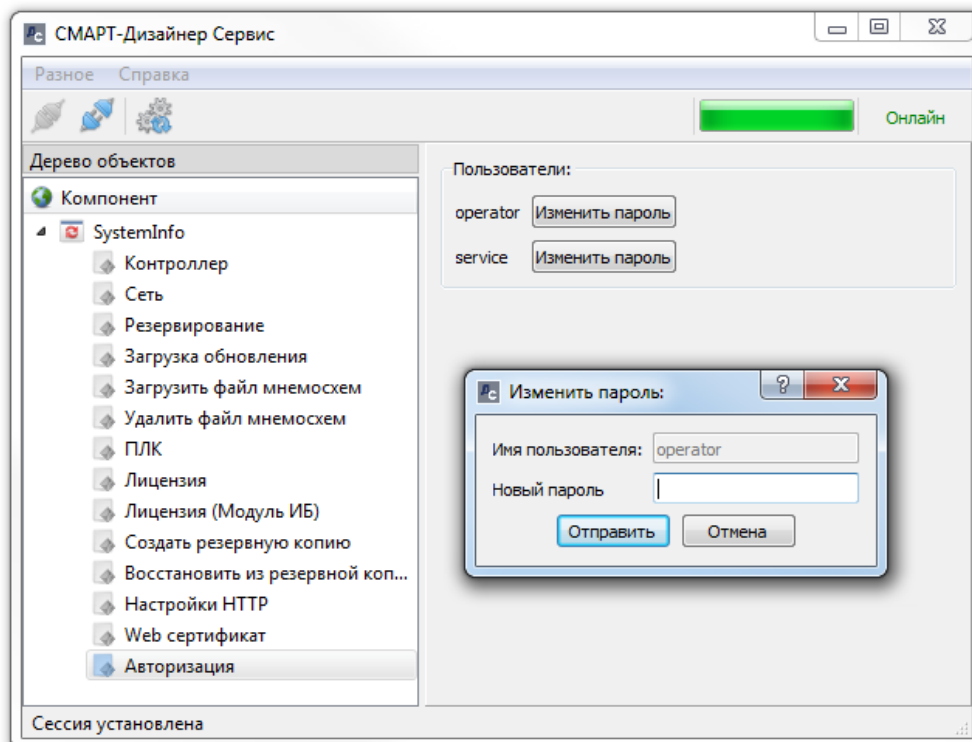 СМАРТ-Дизайнер Сервис
Разное Справка
Онлайн
Дерево объектов
Компонент
SystemInfo
Контроллер
Сеть
Резервирование
Загрузка обновления
Загрузить файл мнемосхем
Удалить файл мнемосхем
ПЛК
Лицензия
Лицензия (Модуль ИБ)
Создать резервную копию
Восстановить из резервной коп...
Настройки HTTP
Web сертификат
Авторизация
Пользователи:
operator Изменить пароль
service Изменить пароль
Изменить пароль:
Имя пользователя: operator
Новый пароль
Отправить Отмена
Сессия установлена